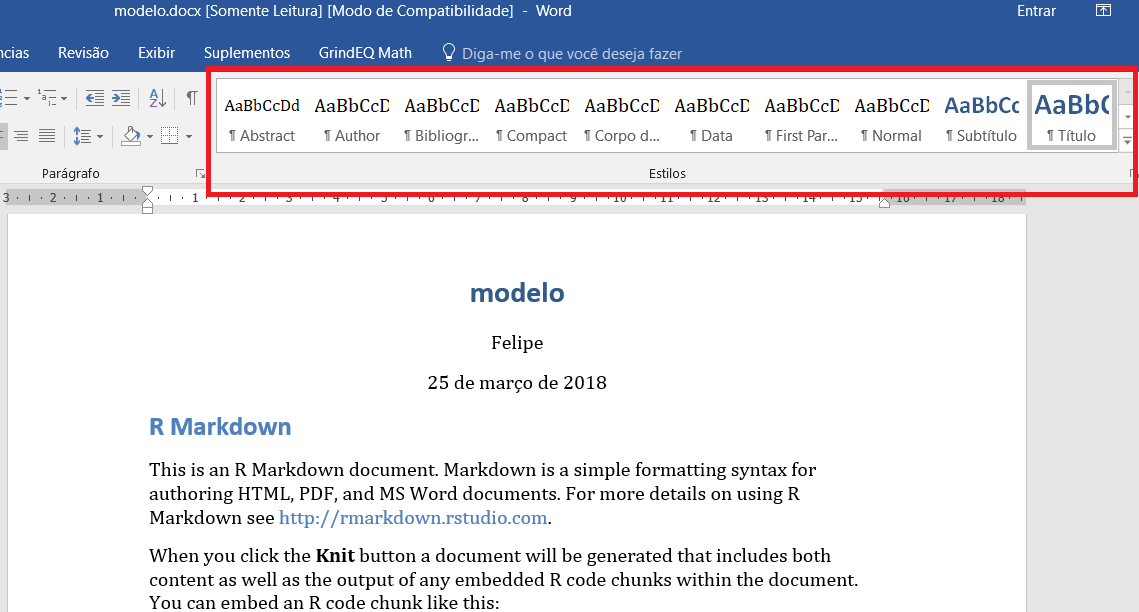 modelo.docx [Somente Leitura] [Modo de Compatibilidade] - Word
Entrar
ncias Revisão Exibir Suplementos GrindEQ Math Diga-me o que você deseja fazer
AaBbCcDd AaBbCcD AaBbCcD AaBbCcD AaBbCcD AaBbCcD AaBbCcD AaBbCcD AaBbCc AaBbC
¶ Abstract ¶ Author ¶ Bibliogr... ¶ Compact ¶ Corpo d... ¶ Data ¶ First Par... ¶ Normal ¶ Subtítulo ¶ Título
Parágrafo Estilos
3 2 1 1 2 3 4 5 6 7 8 9 10 11 12 13 14 15 16 17 18
modelo
Felipe
25 de março de 2018
R Markdown
This is an R Markdown document. Markdown is a simple formatting syntax for
authoring HTML, PDF, and MS Word documents. For more details on using R
Markdown see http://rmarkdown.rstudio.com.
When you click the Knit button a document will be generated that includes both
content as well as the output of any embedded R code chunks within the document.
You can embed an R code chunk like this: